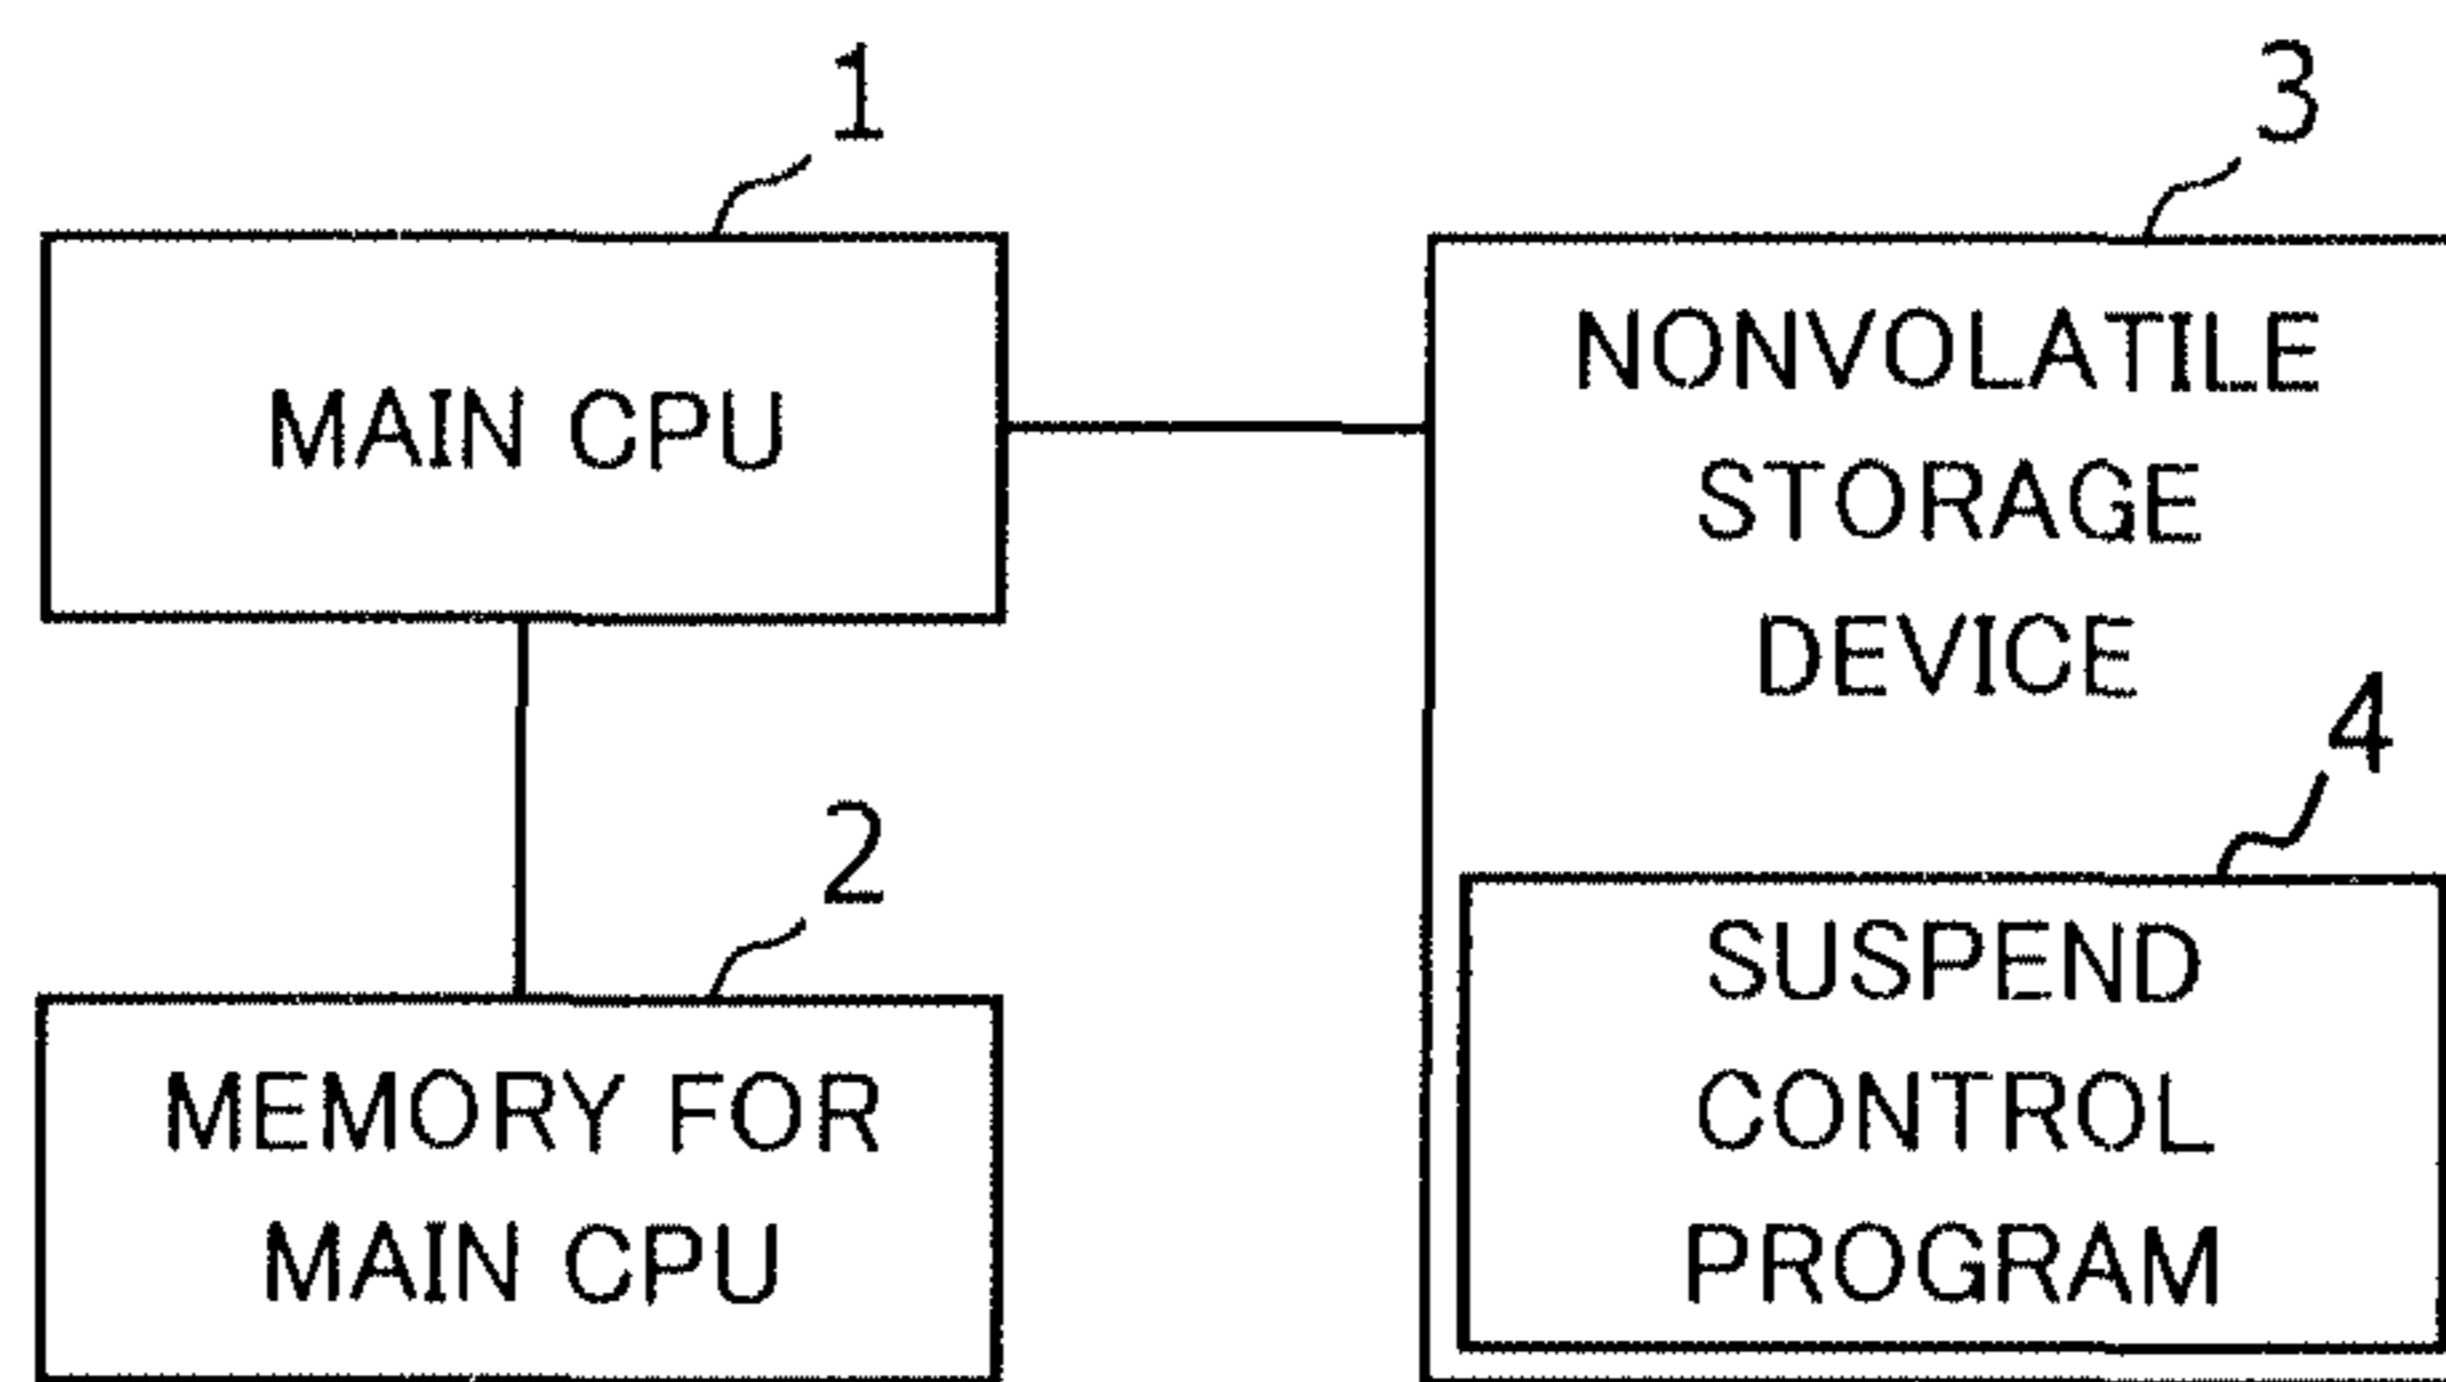 1
MAIN CPU
2
MEMORY FOR
MAIN CPU
3
NONVOLATILE
STORAGE
DEVICE
4
SUSPEND
CONTROL
PROGRAM